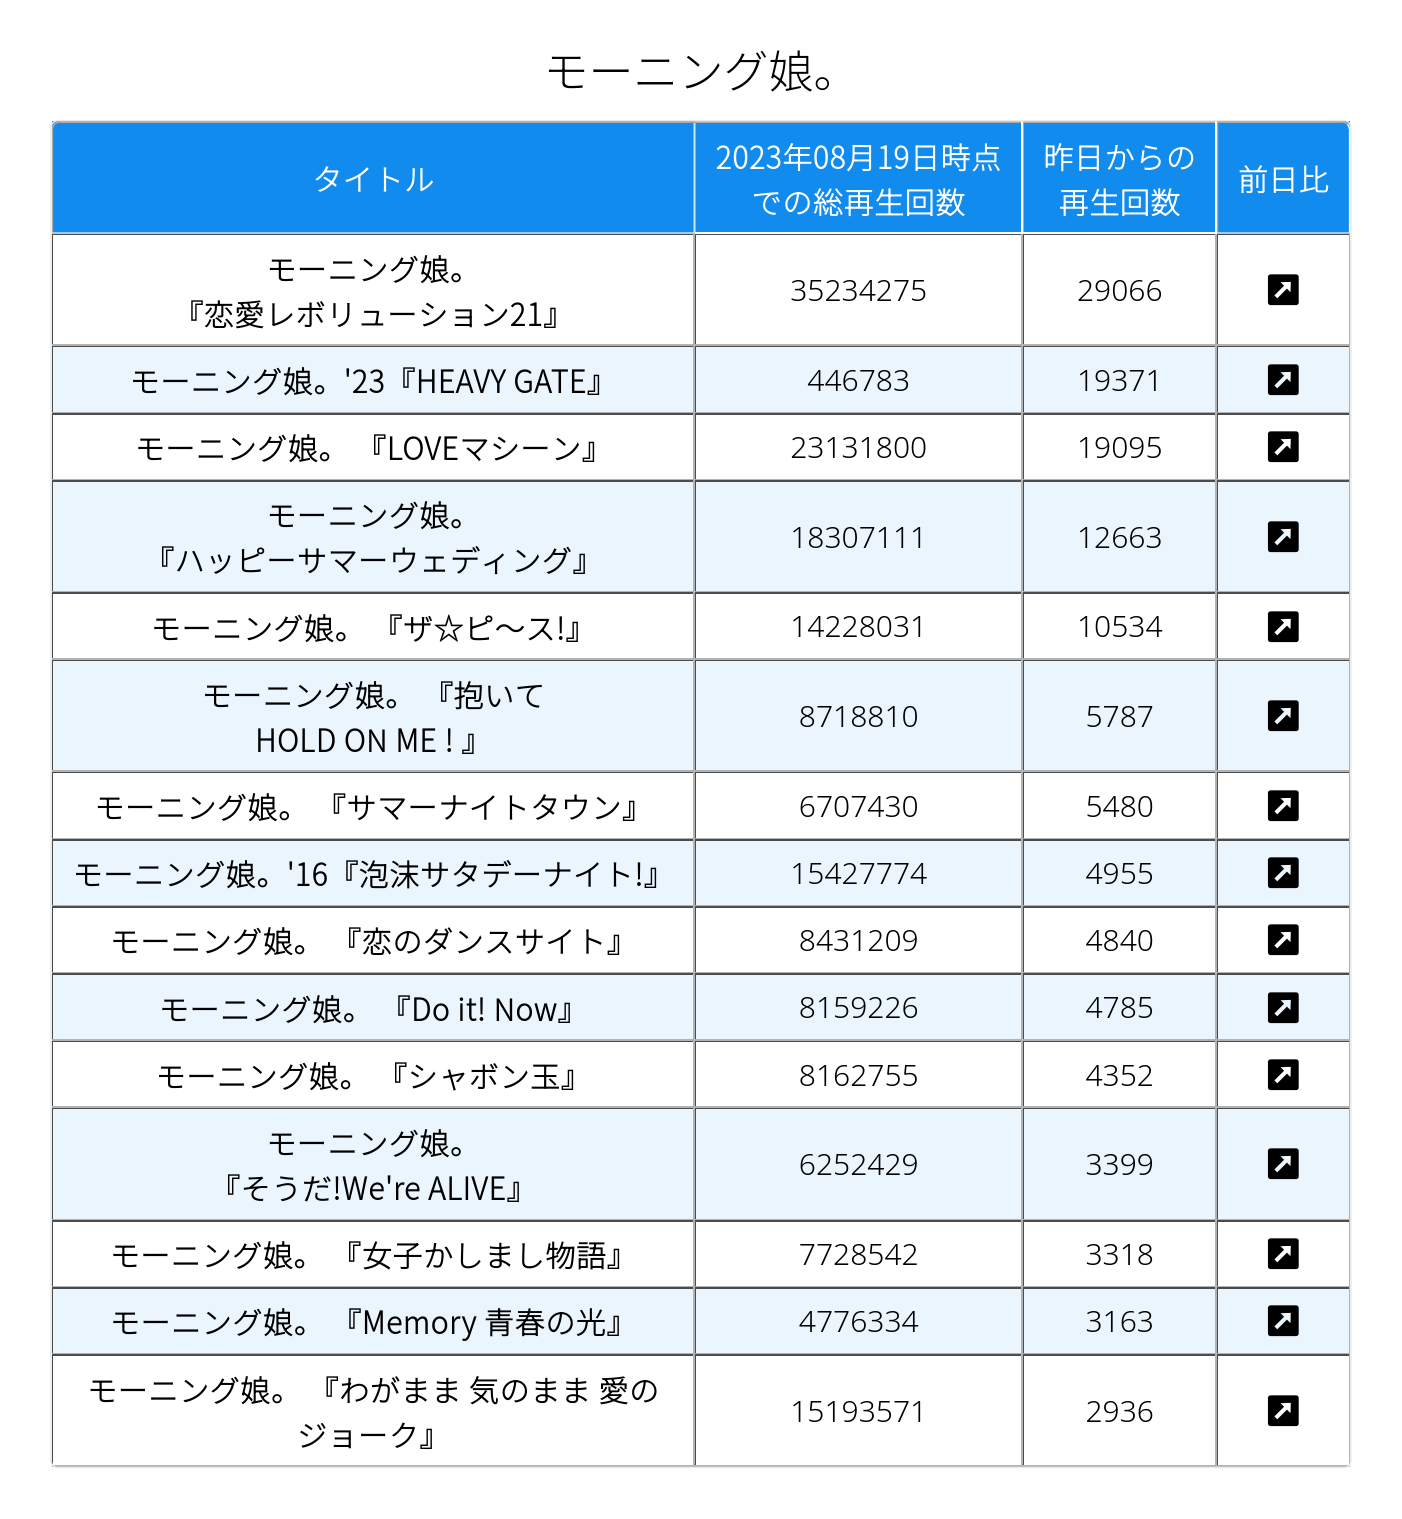 モーニング娘。
タイトル
2023年08月19日時点
での総再生回数
昨日からの
再生回数
前日比
モーニング娘。
『恋愛レボリューション21』
35234275
29066
モーニング娘。'23『HEAVY GATE』
446783
19371
モーニング娘。 『LOVEマシーン』
23131800
19095
モーニング娘。
『ハッピーサマーウェディング』
18307111
12663
モーニング娘。 『ザ☆ピ〜ス!』
14228031
10534
モーニング娘。 『抱いて
HOLD ON ME ! 』
8718810
5787
モーニング娘。 『サマーナイトタウン』
6707430
5480
モーニング娘。'16『泡沫サタデーナイト!』
15427774
4955
モーニング娘。 『恋のダンスサイト』
8431209
4840
モーニング娘。 『Do it! Now』
8159226
4785
モーニング娘。 『シャボン玉』
8162755
4352
モーニング娘。
『そうだ!We're ALIVE』
6252429
3399
モーニング娘。 『女子かしまし物語』
7728542
3318
モーニング娘。 『Memory 青春の光』
4776334
3163
モーニング娘。 『わがまま 気のまま 愛の
ジョーク』
15193571
2936